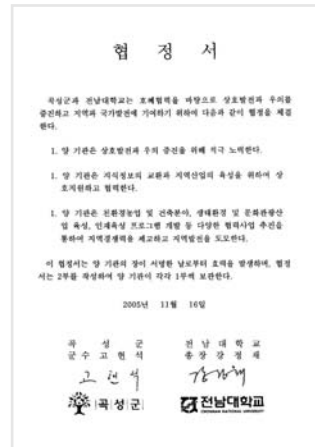 협 정 서
곡성군과 전남대학교는 호혜협력을 바탕으로 상호발전과 우의를
증진하고 지역과 국가발전에 기여하기 위하여 다음과 같이 협정을 체결
한다.
1. 양 기관은 상호발전과 우의 증진을 위해 적극 노력한다.
1. 양 기관은 지식정보의 교환과 지역산업의 육성을 위하여 상
호지원하고 협력한다.
1. 양 기관은 친환경농업 및 건축분야, 생태환경 및 문화관광산
업 육성, 인재육성 프로그램 개발 등 다양한 협력사업 추진을
통하여 지역경쟁력을 제고하고 지역발전을 도모한다.
이 협정서는 양 기관의 장이 서명한 날로부터 효력을 발생하며, 협정
서는 2부를 작성하여 양 기관이 각각 1부씩 보관한다.
2005년 11월 16일
곡 성 군 전 남 대 학 교
군 수 고 현 석 총 장 강 정 채
고현석 강정채
곡성군 전남대학교
CHONNAM NATIONAL UNIVERSITY